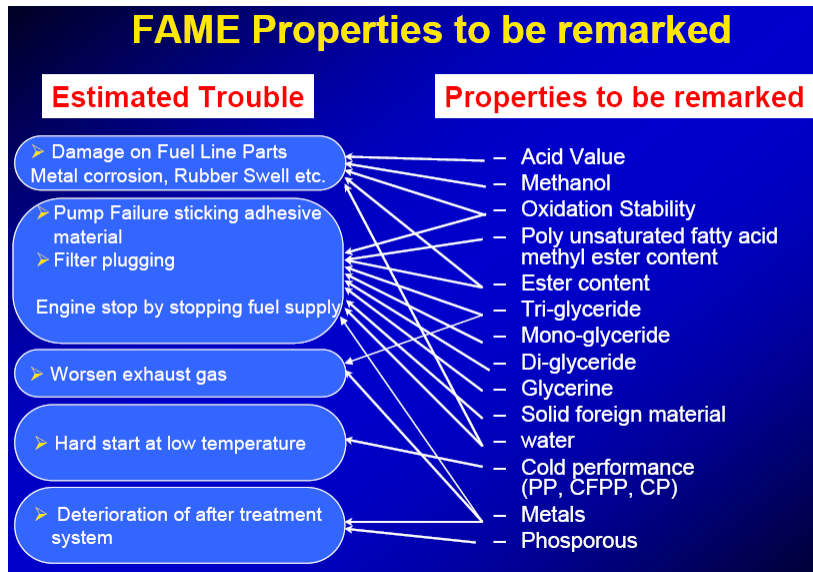 FAME Properties to be remarked
Estimated Trouble
Properties to be remarked
➢ Damage on Fuel Line Parts
Metal corrosion, Rubber Swell etc.
➢ Pump Failure sticking adhesive
material
➢ Filter plugging
Engine stop by stopping fuel supply
➢ Worsen exhaust gas
➢ Hard start at low temperature
➢ Deterioration of after treatment
system
– Acid Value
– Methanol
– Oxidation Stability
– Poly unsaturated fatty acid
methyl ester content
– Ester content
– Tri-glyceride
– Mono-glyceride
– Di-glyceride
– Glycerine
– Solid foreign material
– water
– Cold performance
(PP, CFPP, CP)
– Metals
– Phosporous